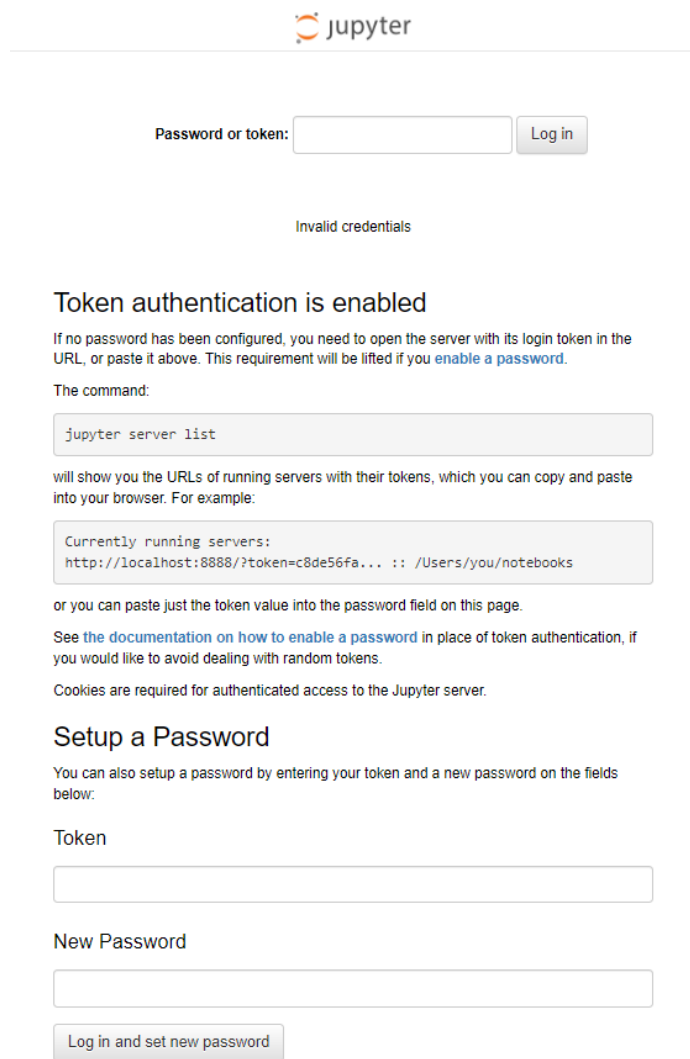 jupyter
Password or token: Log in
Invalid credentials
Token authentication is enabled
If no password has been configured, you need to open the server with its login token in the
URL, or paste it above. This requirement will be lifted if you enable a password.
The command:
jupyter server list
will show you the URLs of running servers with their tokens, which you can copy and paste
into your browser. For example:
Currently running servers:
http://localhost:8888/?token=c8de56fa... :: /Users/you/notebooks
or you can paste just the token value into the password field on this page.
See the documentation on how to enable a password in place of token authentication, if
you would like to avoid dealing with random tokens.
Cookies are required for authenticated access to the Jupyter server.
Setup a Password
You can also setup a password by entering your token and a new password on the fields
below:
Token
New Password
Log in and set new password